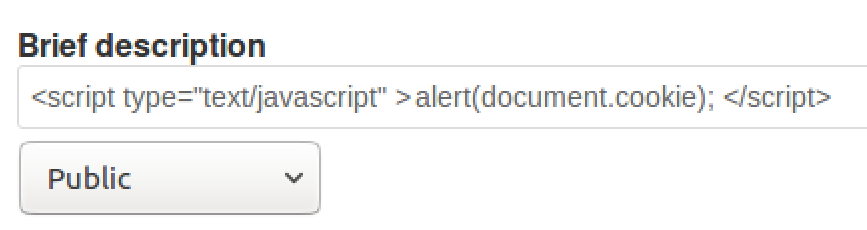 Brief description
<script type="text/javascript" >alert(document.cookie); </script>
Public